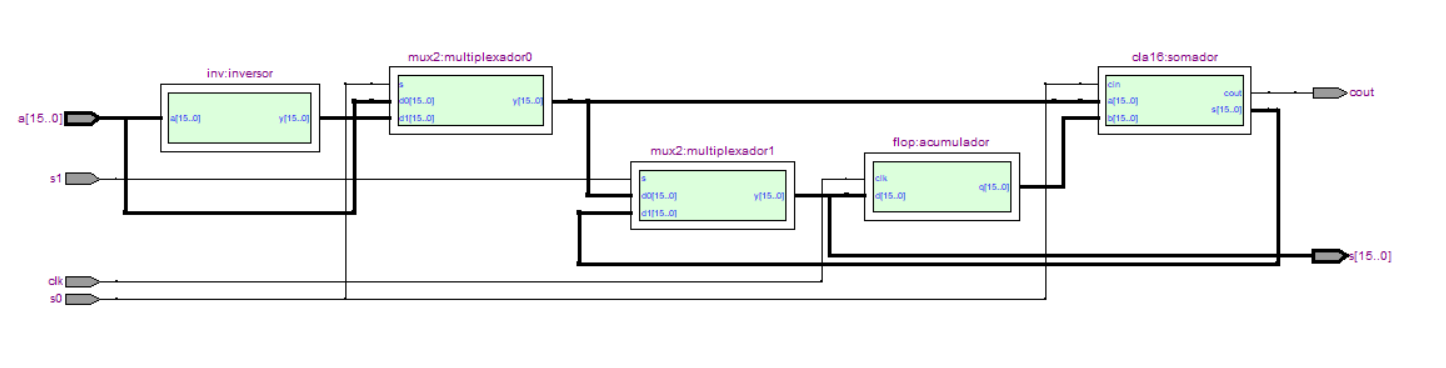 mux2:multiplexador0
cla16:somador
inv:inversor
s
cin
cout
cout
a[15..0]
a[15..0]
y[15..0]
d0[15..0]
y[15..0]
a[15..0]
s[15..0]
d1[15..0]
b[15..0]
flop:acumulador
mux2:multiplexador1
s1
s
clk
q[15..0]
d0[15..0]
y[15..0]
d[15..0]
d1[15..0]
s[15..0]
clk
s0